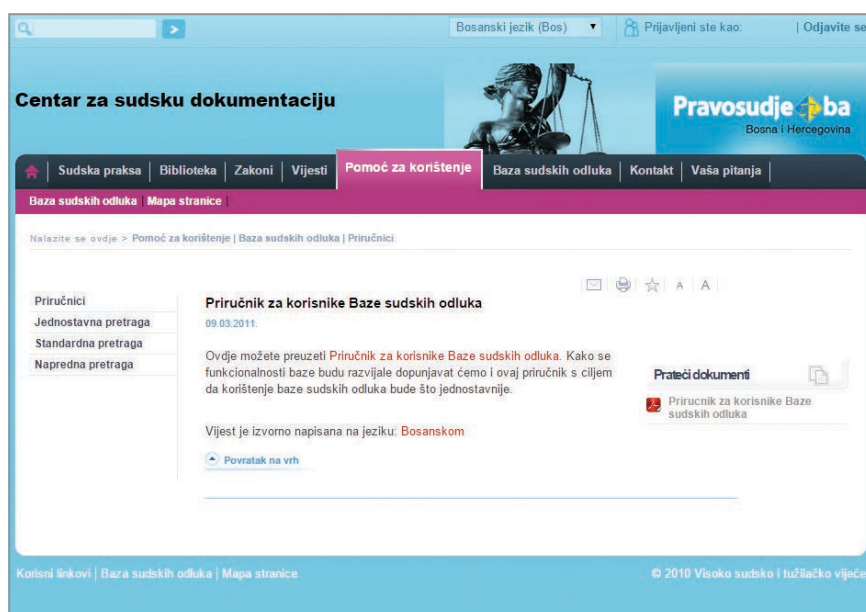 Bosanski jezik (Bos)
Prijavljeni ste kao:
| Odjavite se
Centar za sudsku dokumentaciju
Pravosudje ba
Bosna i Hercegovina
Sudska praksa | Biblioteka | Zakoni | Vijesti | Pomoć za korištenje | Baza sudskih odluka | Kontakt | Vaša pitanja |
Baza sudskih odluka | Mapa stranice |
Nalazite se ovdje > Pomoć za korištenje | Baza sudskih odluka | Priručnici
A A
Priručnici
Jednostavna pretraga
Standardna pretraga
Napredna pretraga
Priručnik za korisnike Baze sudskih odluka
09.03.2011.
Ovdje možete preuzeti Priručnik za korisnike Baze sudskih odluka. Kako se
funkcionalnosti baze budu razvijale dopunjavat ćemo i ovaj priručnik s ciljem
da korištenje baze sudskih odluka bude što jednostavnije.
Vijest je izvorno napisana na jeziku: Bosanskom
Povratak na vrh
Prateći dokumenti
Prirucnik za korisnike Baze
sudskih odluka
Korisni linkovi | Baza sudskih odluka | Mapa stranice
© 2010 Visoko sudsko i tužilačko vijeće